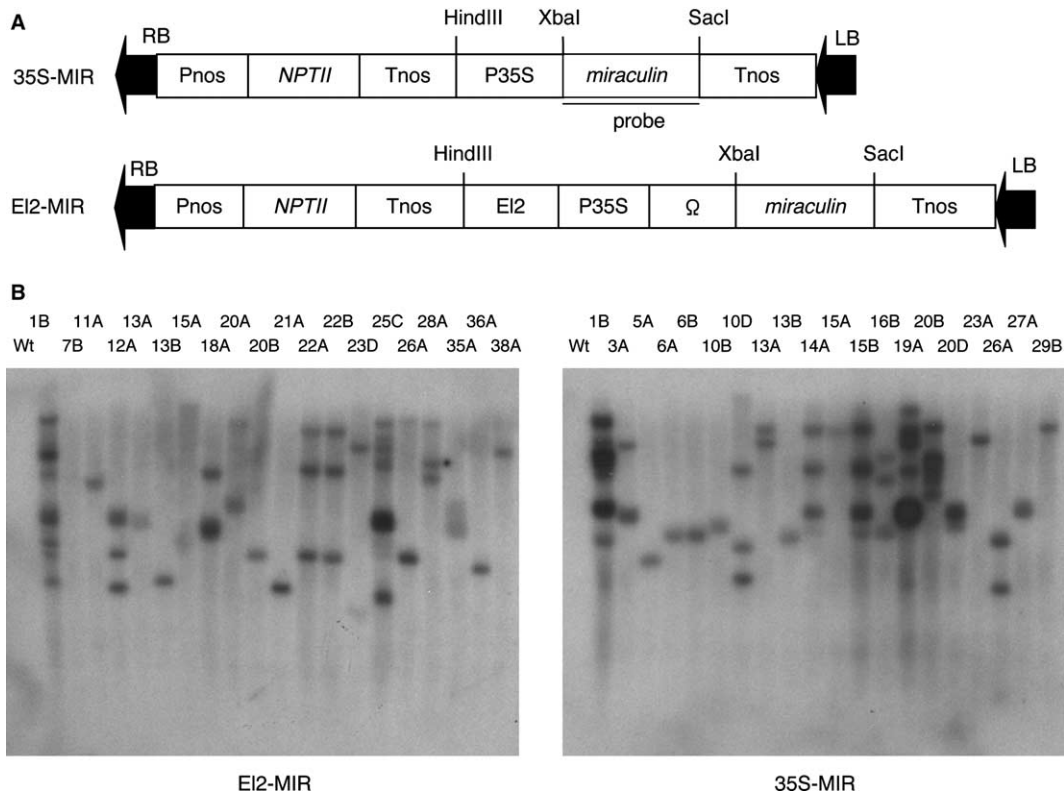 A
HindIII XbaI SacI
RB LB
35S-MIR Pnos NPTII Tnos P35S miraculin Tnos
probe
HindIII XbaI SacI
RB LB
El2-MIR Pnos NPTII Tnos El2 P35S Ω miraculin Tnos
B
1B 11A 13A 15A 20A 21A 22B 25C 28A 36A
Wt 7B 12A 13B 18A 20B 22A 23D 26A 35A 38A
El2-MIR
1B 5A 6B 10D 13B 15A 16B 20B 23A 27A
Wt 3A 6A 10B 13A 14A 15B 19A 20D 26A 29B
35S-MIR